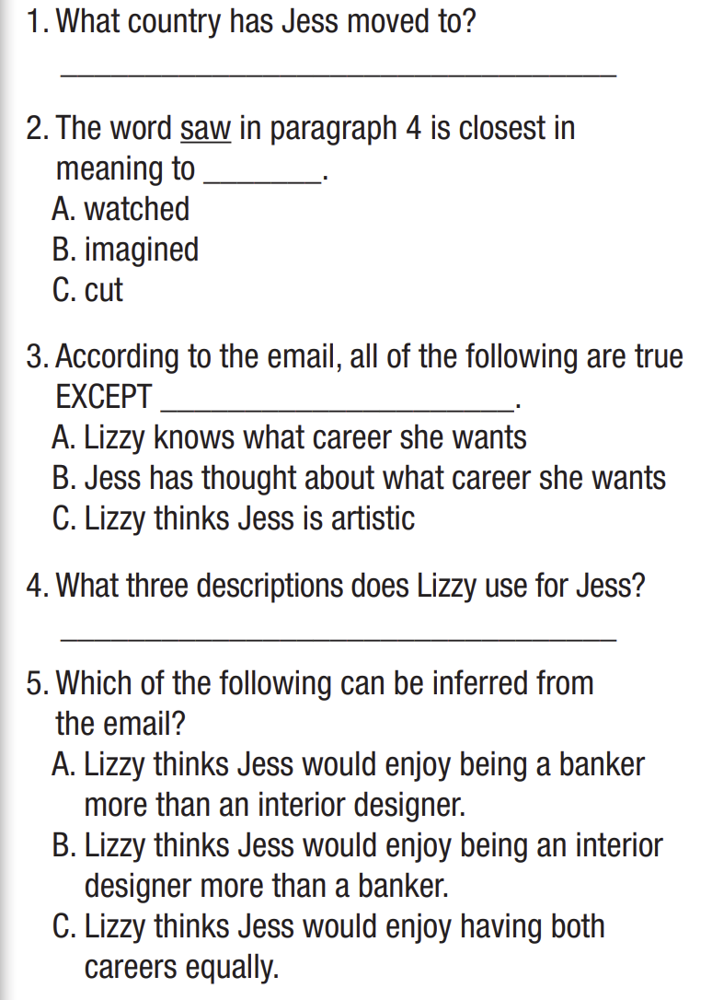 1. What country has Jess moved to?
_________________________________
2. The word saw in paragraph 4 is closest in
meaning to _______.
A. watched
B. imagined
C. cut
3. According to the email, all of the following are true
EXCEPT _____________________.
A. Lizzy knows what career she wants
B. Jess has thought about what career she wants
C. Lizzy thinks Jess is artistic
4. What three descriptions does Lizzy use for Jess?
_________________________________
5. Which of the following can be inferred from
the email?
A. Lizzy thinks Jess would enjoy being a banker
more than an interior designer.
B. Lizzy thinks Jess would enjoy being an interior
designer more than a banker.
C. Lizzy thinks Jess would enjoy having both
careers equally.